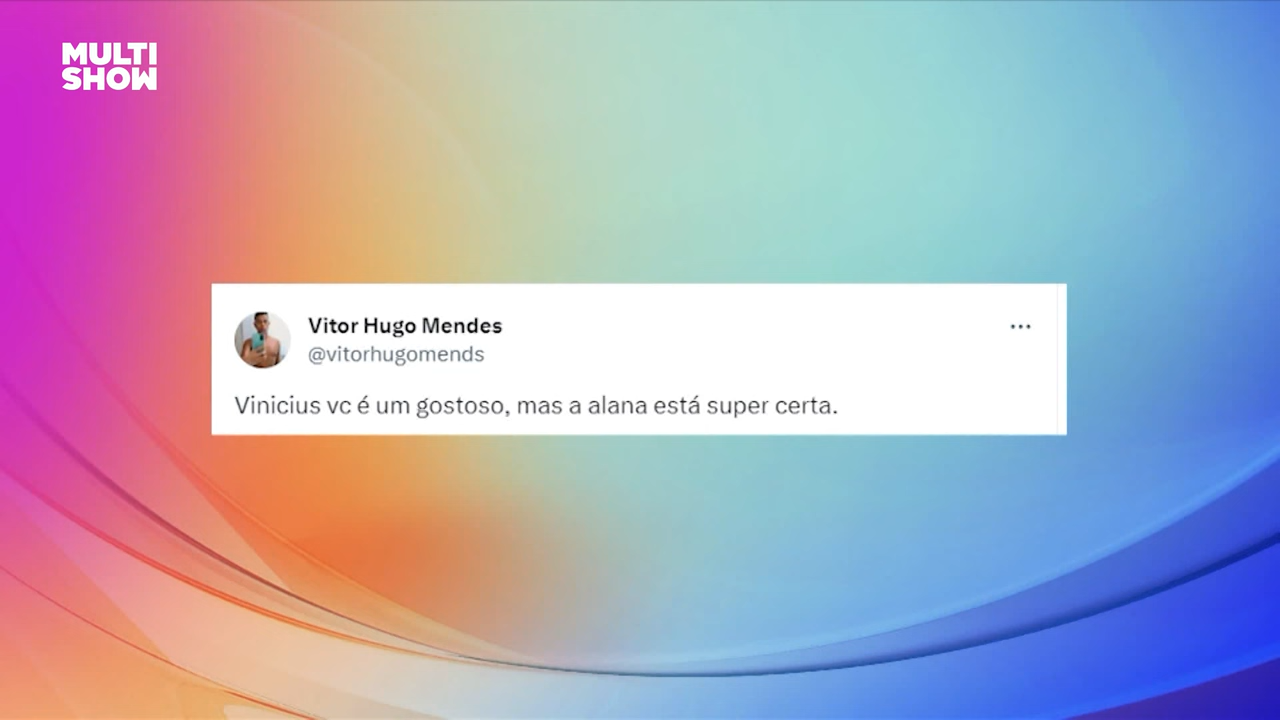 MULTI
SHOW
Vitor Hugo Mendes
@vitorhugomends
Vinicius vc é um gostoso, mas a alana está super certa.